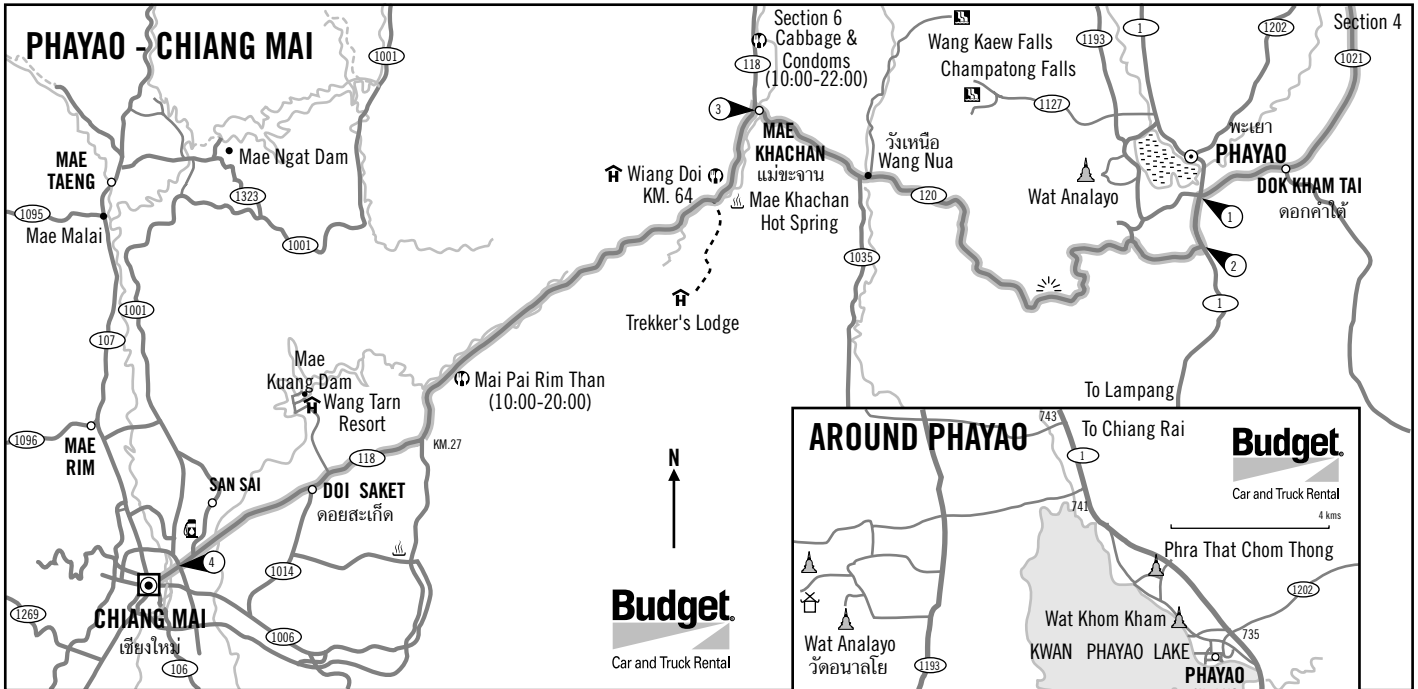 PHAYAO - CHIANG MAI
1001
Section 6
Cabbage &
Condoms
(10:00-22:00)
118
Wang Kaew Falls
Champatong Falls
1193
1
1202
Section 4
1021
1127
3
MAE
KHACHAN
แม่ขะจาน
วังเหนือ
Wang Nua
พะเยา
PHAYAO
DOK KHAM TAI
ดอกคำใต้
Wat Analayo
1
2
1
120
1035
To Lampang
MAE
TAENG
Mae Ngat Dam
1323
1095
Mae Malai
1001
Wiang Doi
KM. 64
Mae Khachan
Hot Spring
Trekker's Lodge
1001
107
Mae
Kuang Dam
Wang Tarn
Resort
Mai Pai Rim Than
(10:00-20:00)
1096
MAE
RIM
KM.27
118
SAN SAI
DOI SAKET
ดอยสะเก็ด
N
4
1014
CHIANG MAI
เชียงใหม่
1269
1006
106
Budget®
Car and Truck Rental
AROUND PHAYAO
743
To Chiang Rai
1
Budget®
Car and Truck Rental
741
4 kms
Phra That Chom Thong
1202
Wat Khom Kham
735
KWAN PHAYAO LAKE
PHAYAO
Wat Analayo
วัดอนาลโย
1193